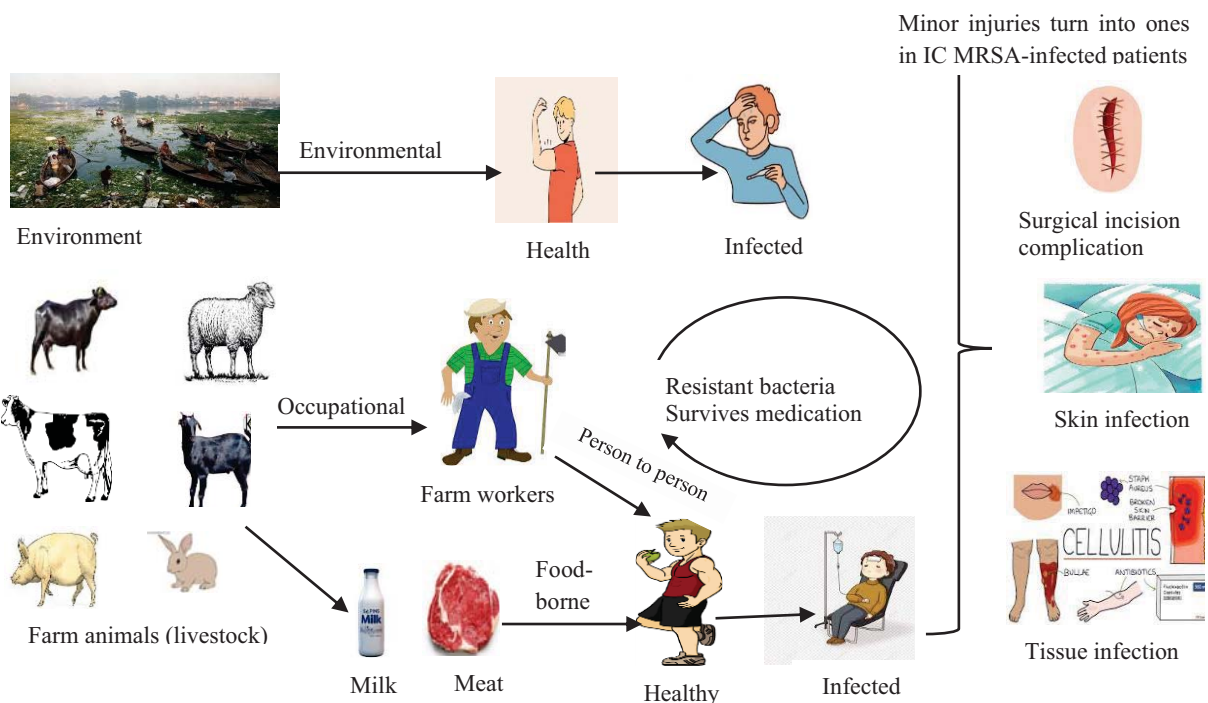 Minor injuries turn into ones
in IC MRSA-infected patients
Environmental
Environment
Health
Infected
Surgical incision
complication
Occupational
Resistant bacteria
Survives medication
Skin infection
Farm workers
Person to person
Farm animals (livestock)
Milk
Food-
borne
Milk
Meat
Healthy
Infected
IMPETIGO
STAPH
AUREUS
BROKEN
SKIN
BARRIER
CELLULITIS
BULLAE
ANTIBIOTICS
Tissue infection